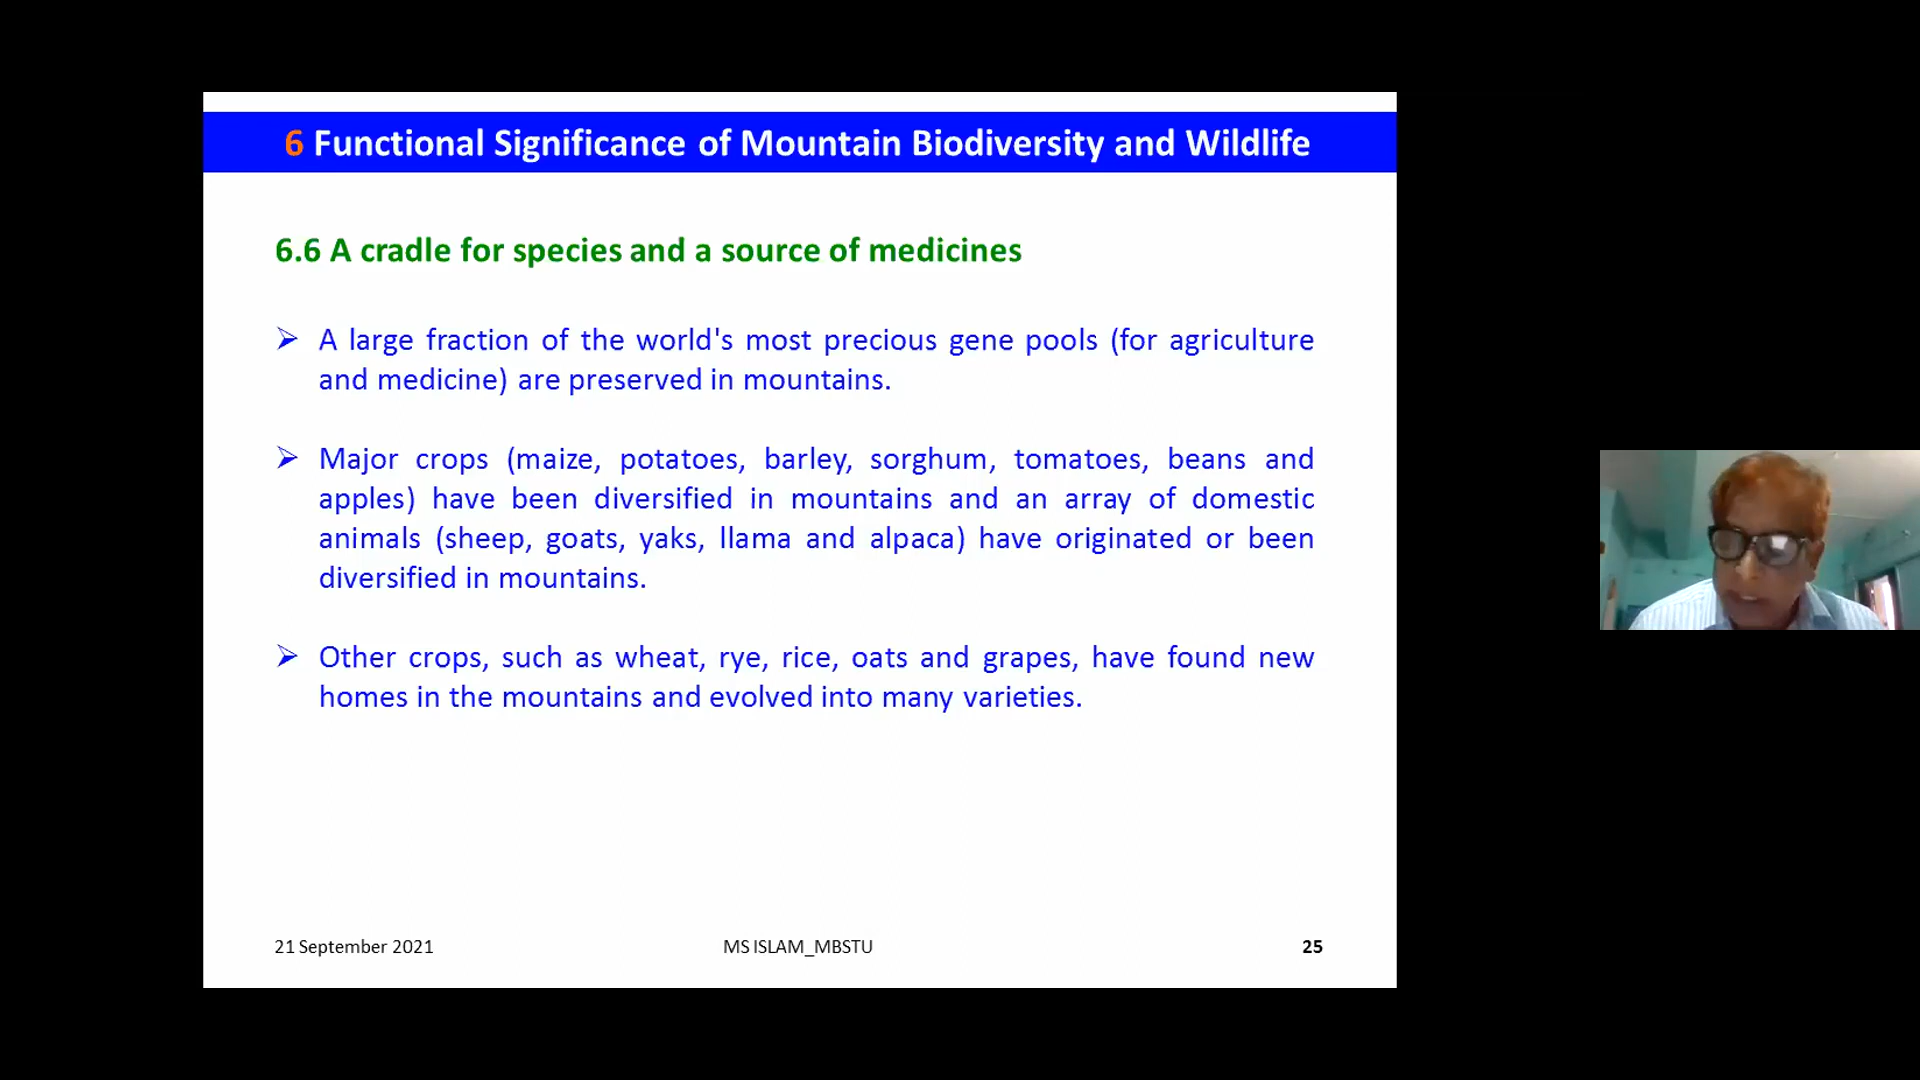 6 Functional Significance of Mountain Biodiversity and Wildlife
6.6 A cradle for species and a source of medicines
➢ A large fraction of the world's most precious gene pools (for agriculture
and medicine) are preserved in mountains.
➢ Major crops (maize, potatoes, barley, sorghum, tomatoes, beans and
apples) have been diversified in mountains and an array of domestic
animals (sheep, goats, yaks, llama and alpaca) have originated or been
diversified in mountains.
➢ Other crops, such as wheat, rye, rice, oats and grapes, have found new
homes in the mountains and evolved into many varieties.
21 September 2021 MS ISLAM_MBSTU 25